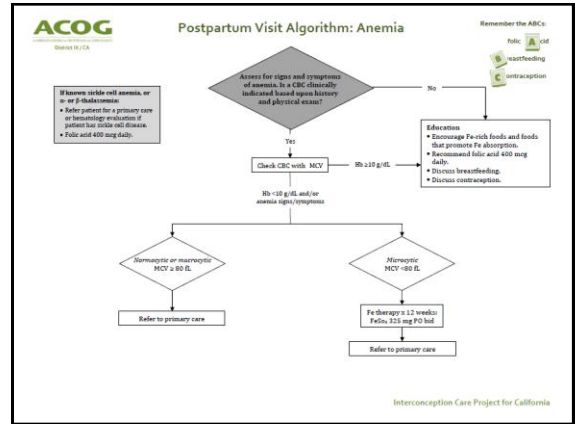 ACOG
District IX / CA
Postpartum Visit Algorithm: Anemia
Remember the ABCs:
folic Acid
Breastfeeding
Contraception
If known sickle cell anemia, or
α- or β-thalassemia:
• Refer patient for a primary care
or hematology evaluation if
patient has sickle cell disease.
• Folic acid 400 mcg daily.
Assess for signs and symptoms
of anemia. Is a CBC clinically
indicated based upon history
and physical exam?
No
Yes
Education
• Encourage Fe-rich foods and foods
that promote Fe absorption.
• Recommend folic acid 400 mcg
daily.
• Discuss breastfeeding.
• Discuss contraception.
Check CBC with MCV
Hb ≥10 g/dL
Hb <10 g/dL and/or
anemia signs/symptoms
Normocytic or macrocytic
MCV ≥ 80 fL
Microcytic
MCV <80 fL
Refer to primary care
Fe therapy x 12 weeks:
FeSo₄ 325 mg PO bid
Refer to primary care
Interconception Care Project for California